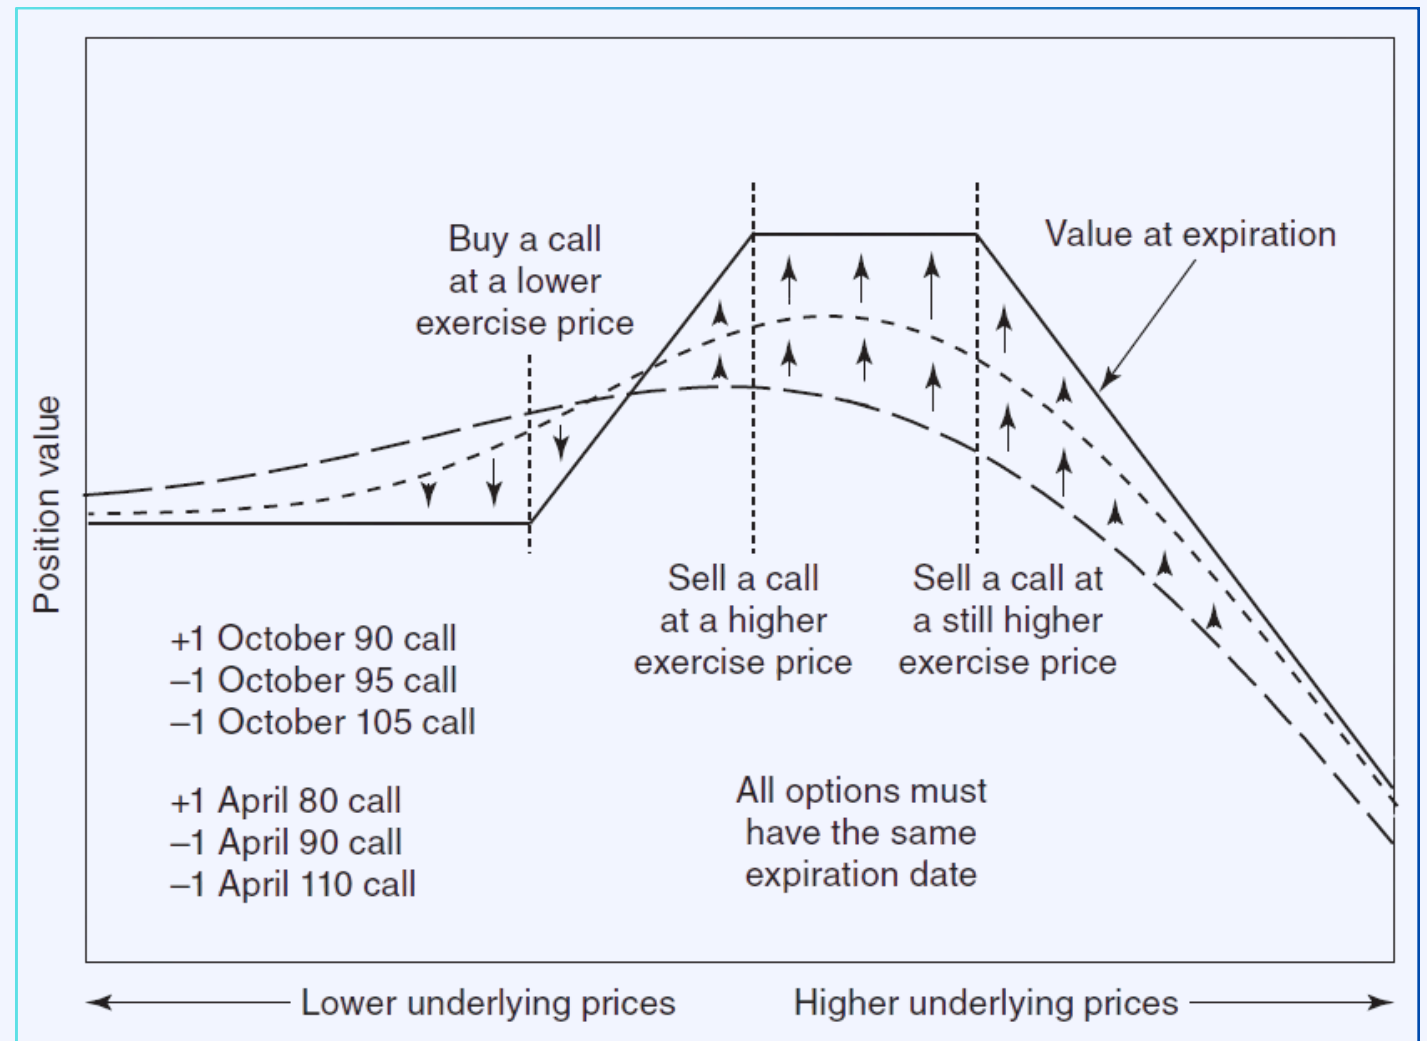 Buy a call
at a lower
exercise price
Value at expiration
Position value
Sell a call
at a higher
exercise price
Sell a call at
a still higher
exercise price
+1 October 90 call
–1 October 95 call
–1 October 105 call
+1 April 80 call
–1 April 90 call
–1 April 110 call
All options must
have the same
expiration date
Lower underlying prices
Higher underlying prices